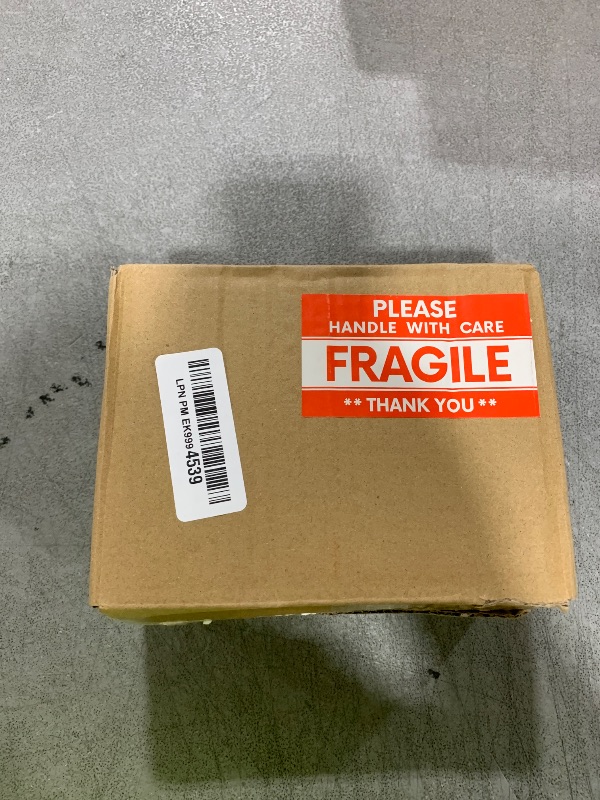 PLEASE
HANDLE WITH CARE
FRAGILE
** THANK YOU **
LPN PM EK9994539